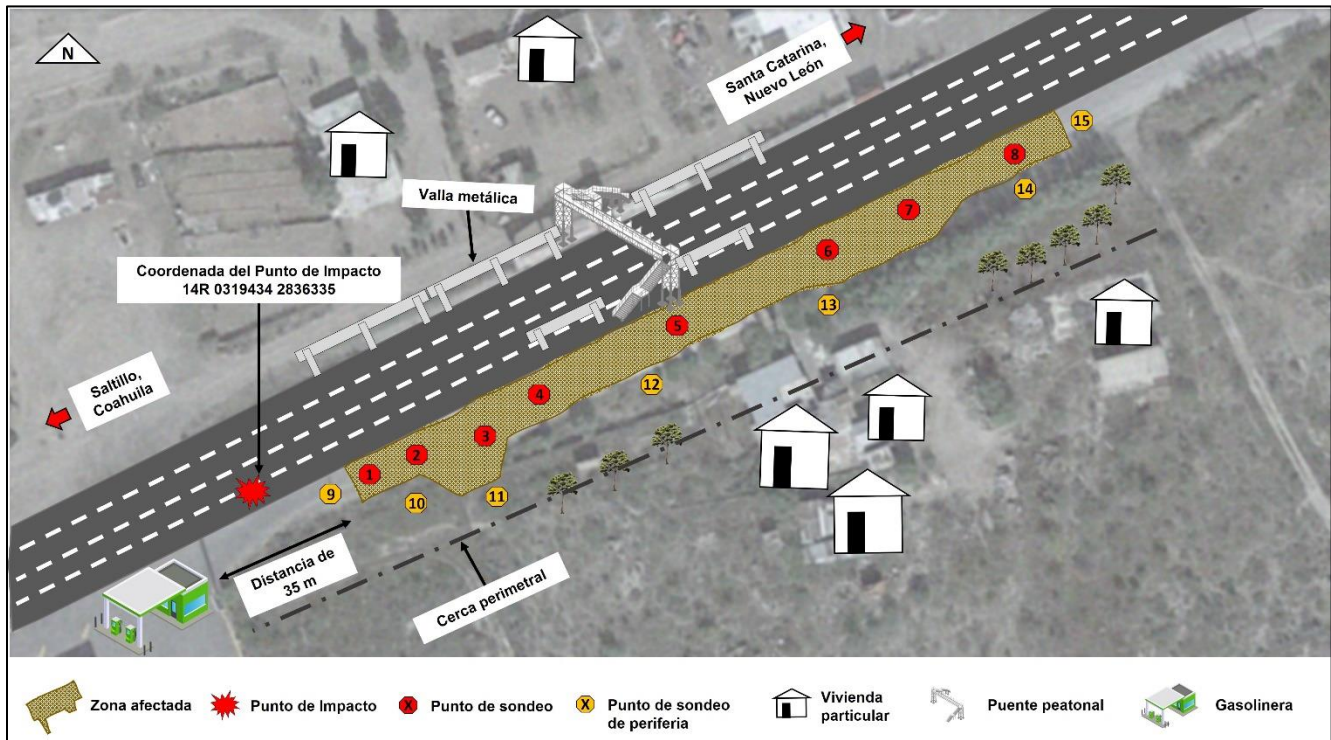 N
Santa Catarina,
Nuevo León
Valla metálica
Coordenada del Punto de Impacto
14R 0319434 2836335
Saltillo,
Coahuila
15
8
14
7
6
13
5
12
4
3
2
1
9
10
11
Distancia de
35 m
Cerca perimetral
Zona afectada
Punto de Impacto
X
Punto de sondeo
X
Punto de sondeo
de periferia
Vivienda
particular
Puente peatonal
Gasolinera